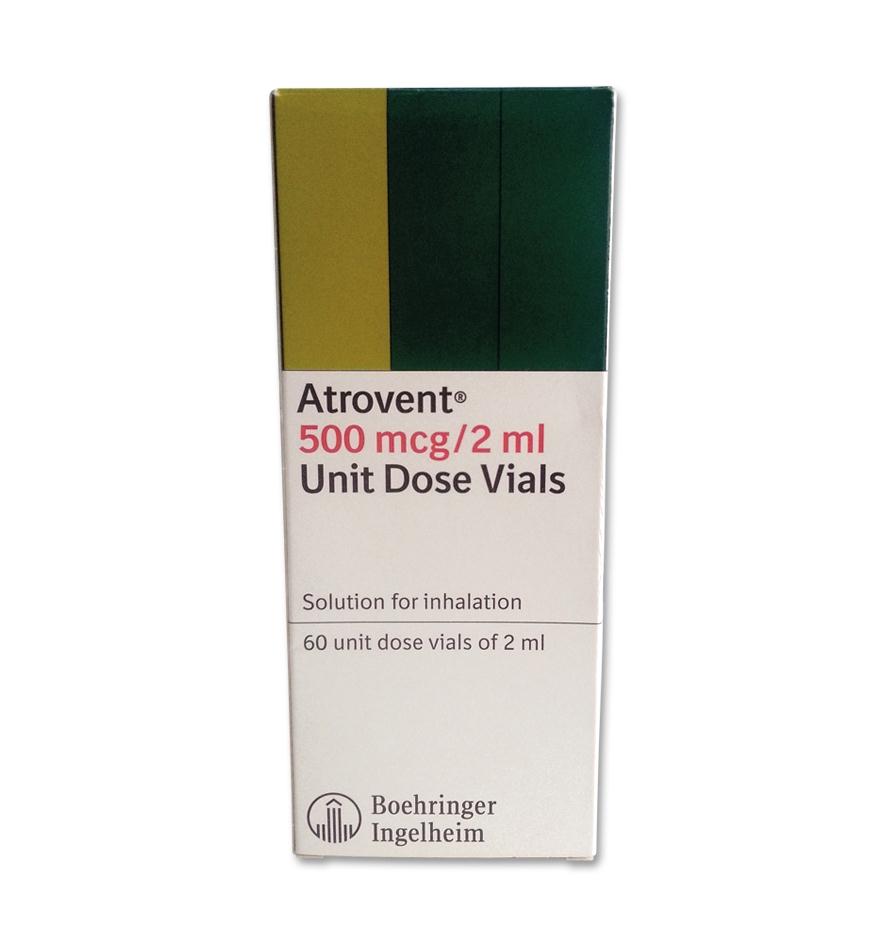 Atrovent®
500 mcg/2 ml
Unit Dose Vials
Solution for inhalation
60 unit dose vials of 2 ml
Boehringer
Ingelheim